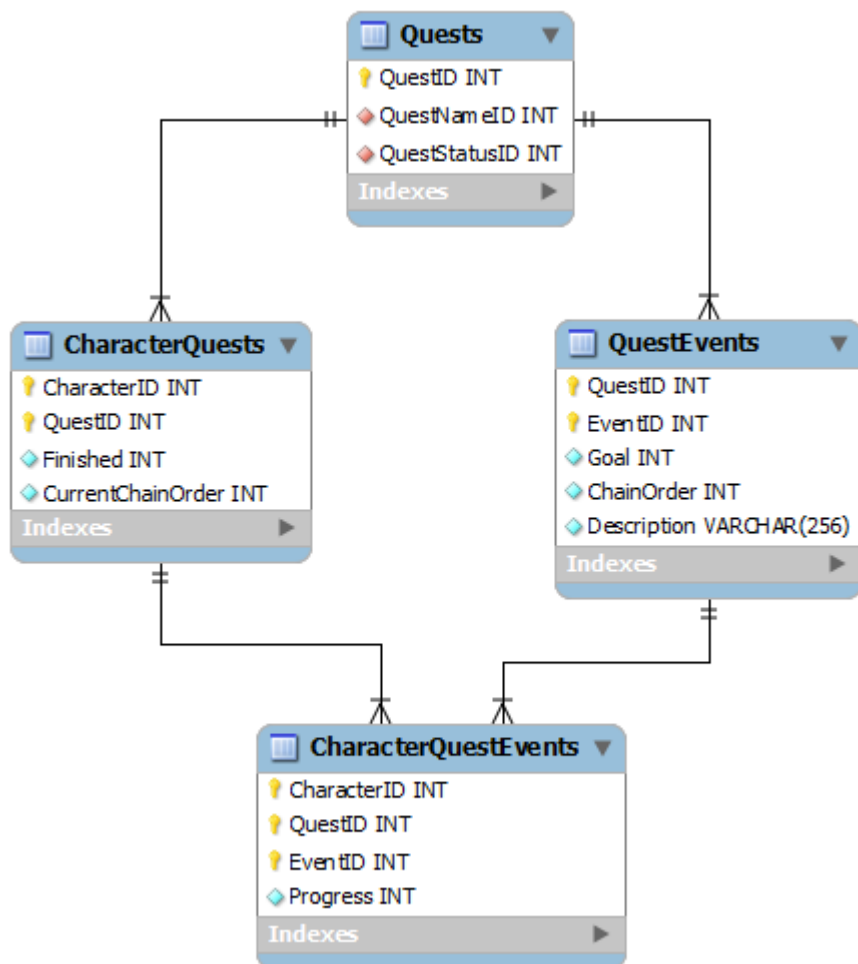 Quests
QuestID INT
QuestNameID INT
QuestStatusID INT
Indexes
CharacterQuests
CharacterID INT
QuestID INT
Finished INT
CurrentChainOrder INT
Indexes
QuestEvents
QuestID INT
EventID INT
Goal INT
ChainOrder INT
Description VARCHAR(256)
Indexes
CharacterQuestEvents
CharacterID INT
QuestID INT
EventID INT
Progress INT
Indexes